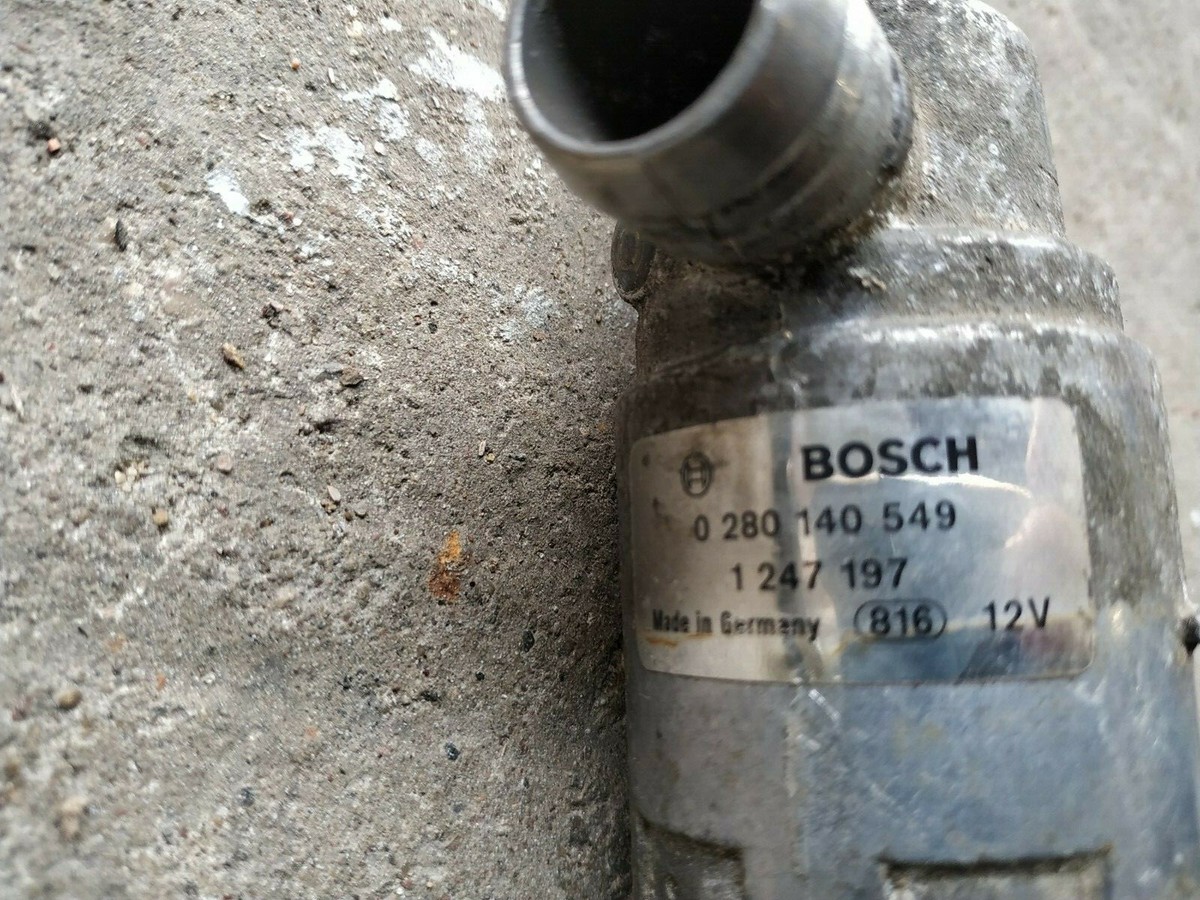 BOSCH
0 280 140 549
1 247 197
Made in Germany 816 12V